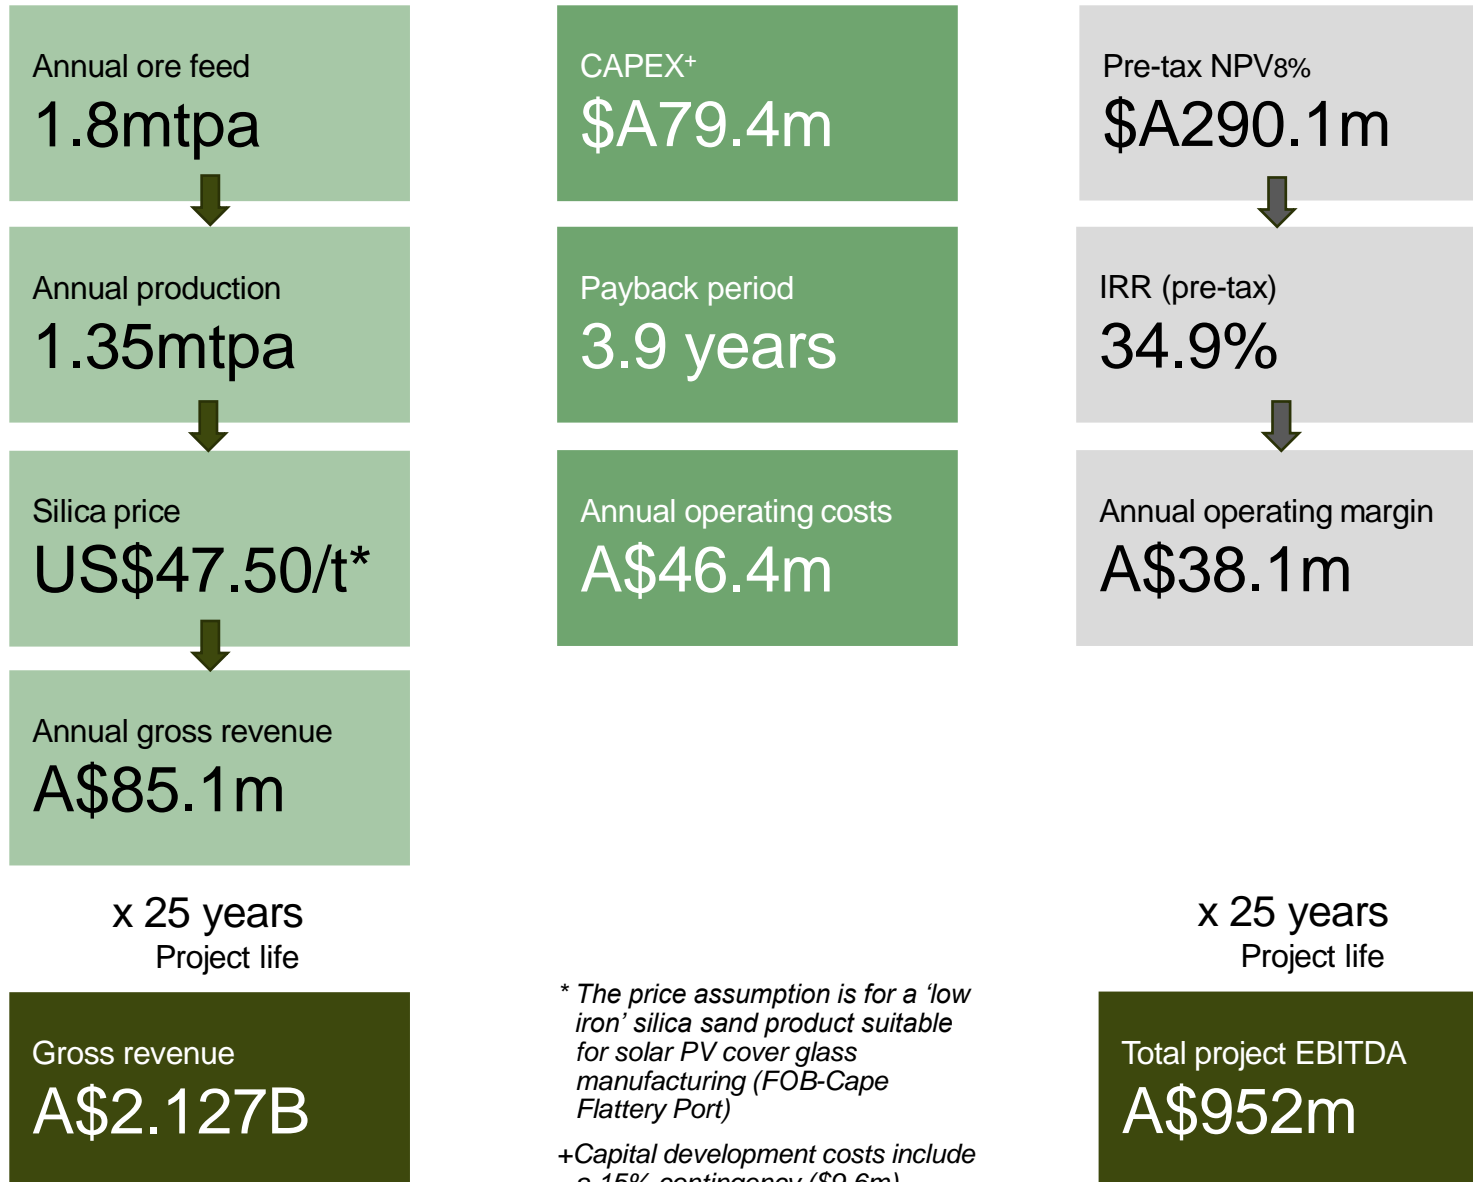 Annual ore feed
1.8mtpa
Annual production
1.35mtpa
Silica price
US$47.50/t*
Annual gross revenue
A$85.1m
x 25 years
Project life
Gross revenue
A$2.127B
CAPEX+
$A79.4m
Payback period
3.9 years
Annual operating costs
A$46.4m
* The price assumption is for a ‘low
iron’ silica sand product suitable
for solar PV cover glass
manufacturing (FOB-Cape
Flattery Port)
+Capital development costs include
a 15% contingency ($9.6m)
Pre-tax NPV8%
$A290.1m
IRR (pre-tax)
34.9%
Annual operating margin
A$38.1m
x 25 years
Project life
Total project EBITDA
A$952m